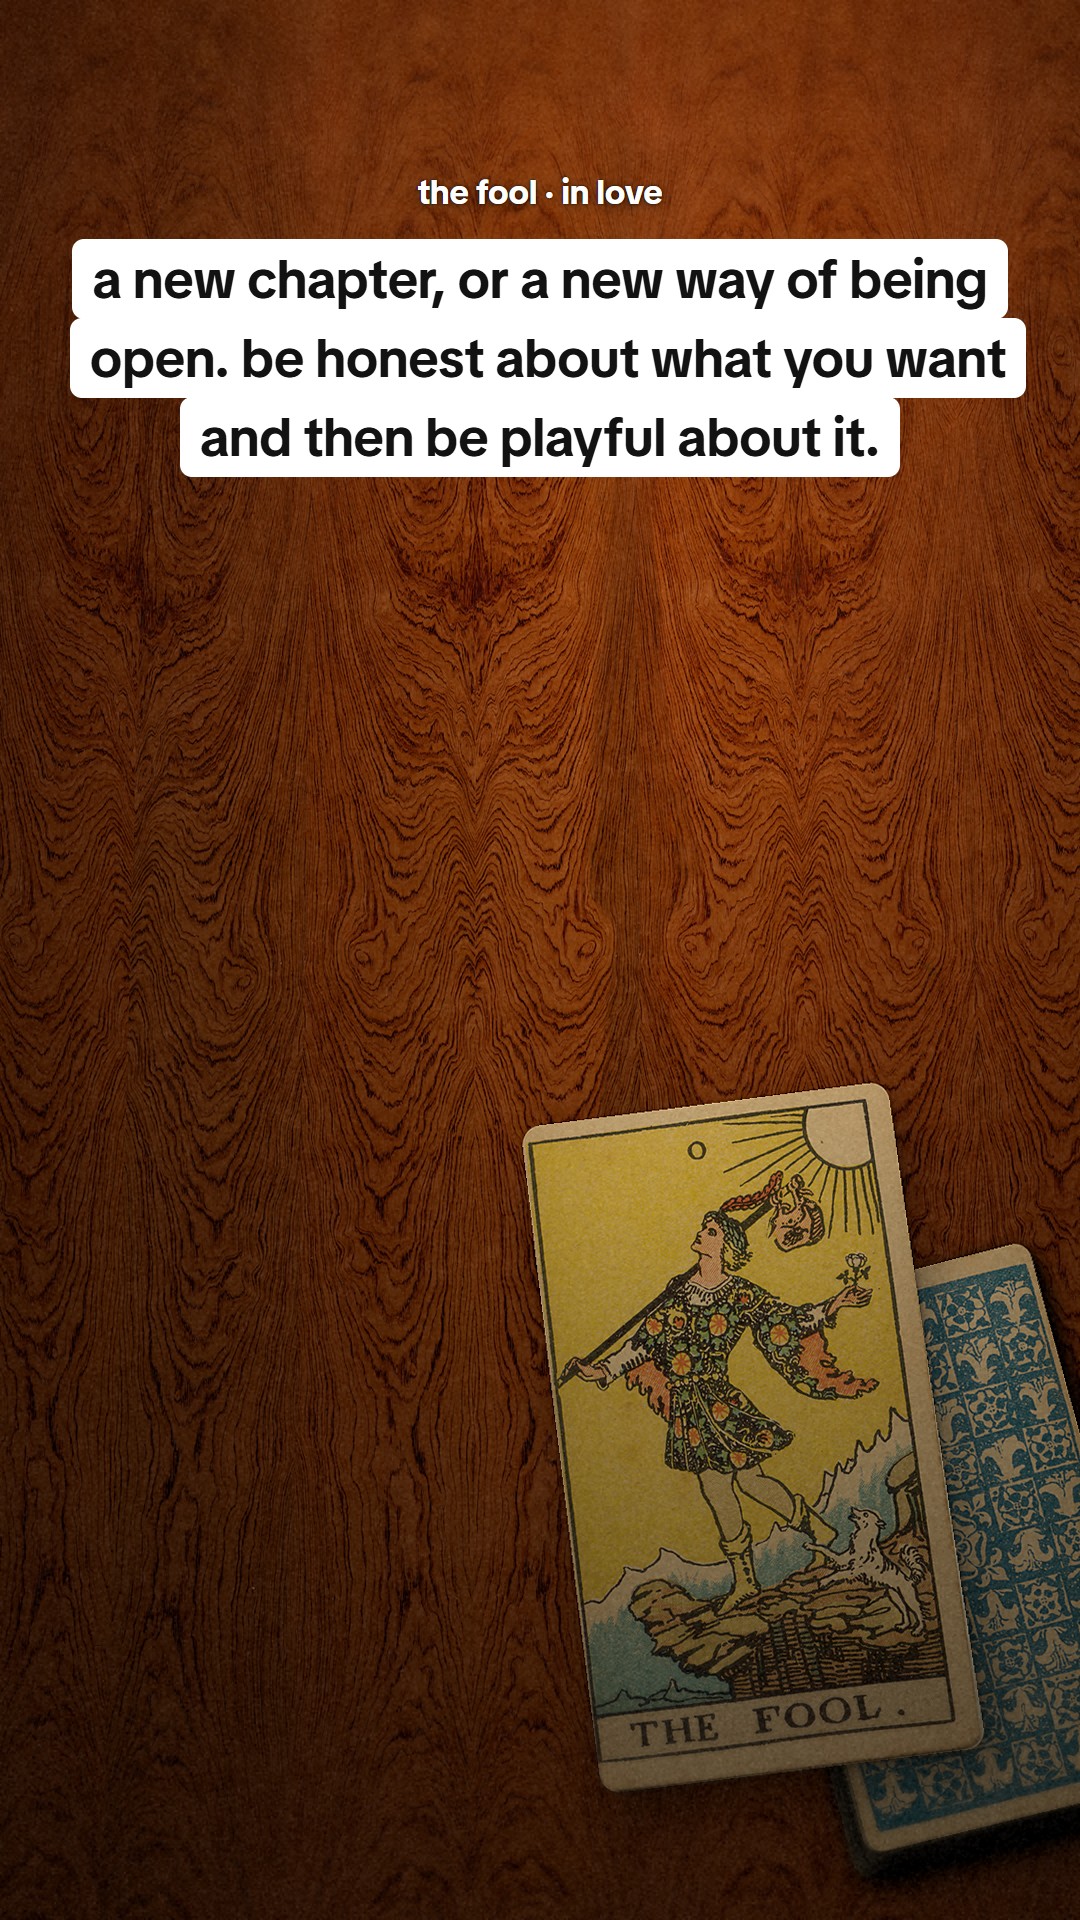 the fool · in love
a new chapter, or a new way of being
open. be honest about what you want
and then be playful about it.
0
THE FOOL.